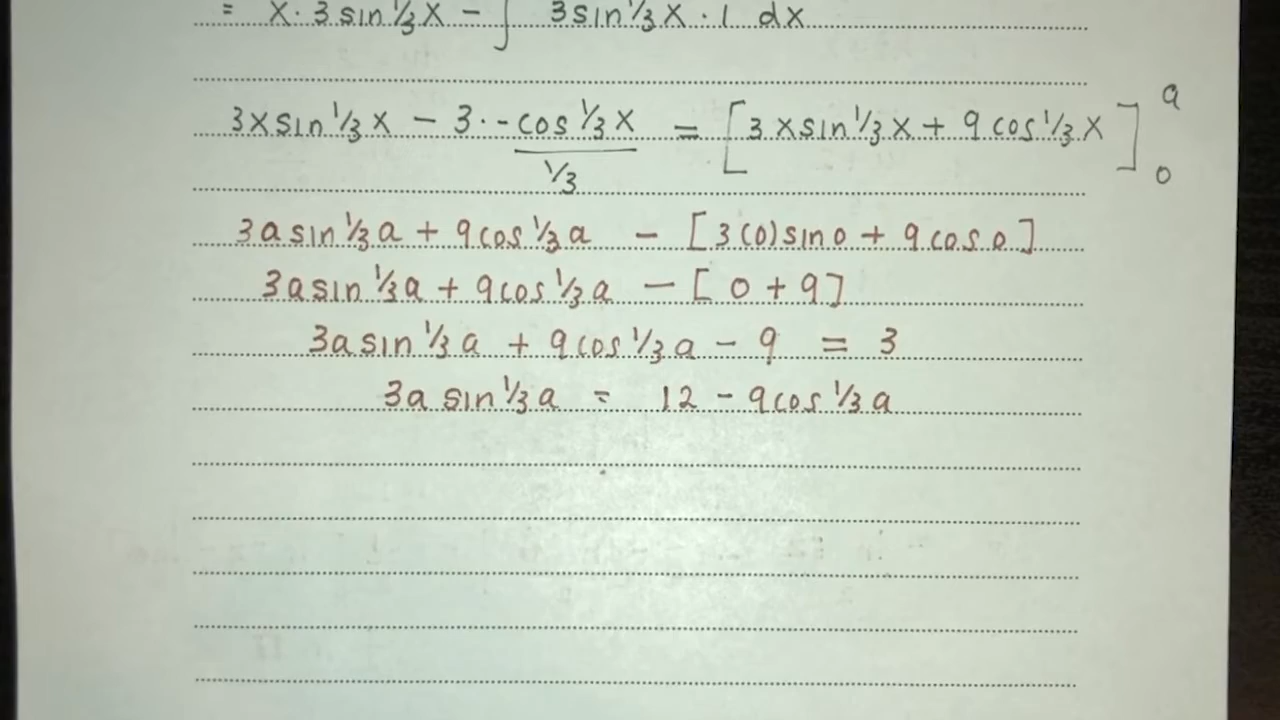 = x · 3 sin ⅓ x − ∫ 3 sin ⅓ x · 1 dx
3x sin ⅓ x − 3 · − cos ⅓ x / ⅓ = [ 3x sin ⅓ x + 9 cos ⅓ x ]ᵃ₀
3a sin ⅓ a + 9 cos ⅓ a − [ 3(0) sin 0 + 9 cos 0 ]
3a sin ⅓ a + 9 cos ⅓ a − [ 0 + 9 ]
3a sin ⅓ a + 9 cos ⅓ a − 9 = 3
3a sin ⅓ a = 12 − 9 cos ⅓ a